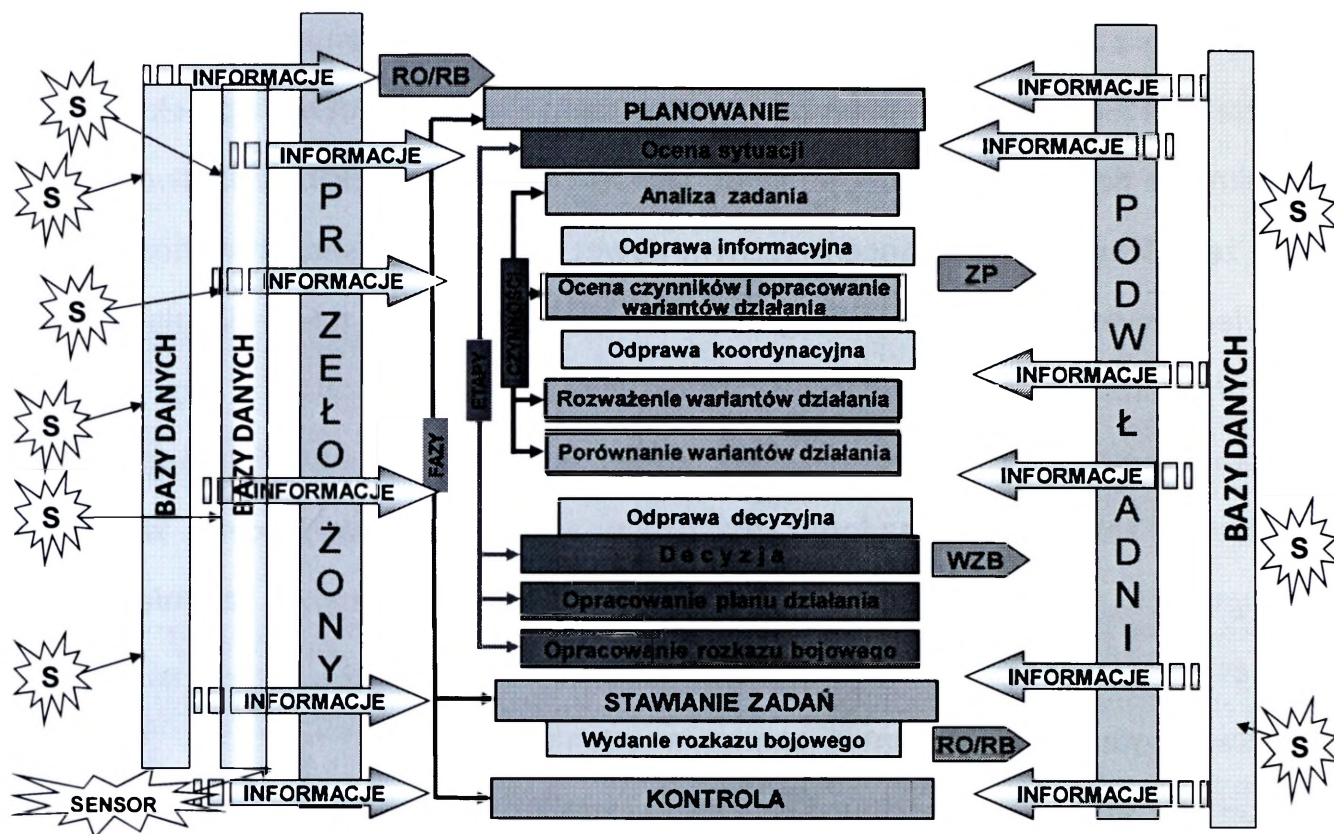 INFORMACJE
RO/RB
INFORMACJE
S
PLANOWANIE
INFORMACJE
Ocena sytuacji
INFORMACJE
S
Analiza zadania
S
Odprawa informacyjna
INFORMACJE
ZP
S
Ocena czynników i opracowanie
wariantów działania
Odprawa koordynacyjna
INFORMACJE
CZYNNOŚCI
ETAPY
FAZY
Rozważenie wariantów działania
S
Porównanie wariantów działania
INFORMACJE
INFORMACJE
S
Odprawa decyzyjna
Decyzja
WZB
S
Opracowanie planu działania
Opracowanie rozkazu bojowego
S
INFORMACJE
INFORMACJE
STAWIANIE ZADAŃ
Wydanie rozkazu bojowego
RO/RB
S
SENSOR
INFORMACJE
KONTROLA
INFORMACJE
BAZY DANYCH
BAZY DANYCH
PRZEŁOŻONY
PODWŁADNI
BAZY DANYCH